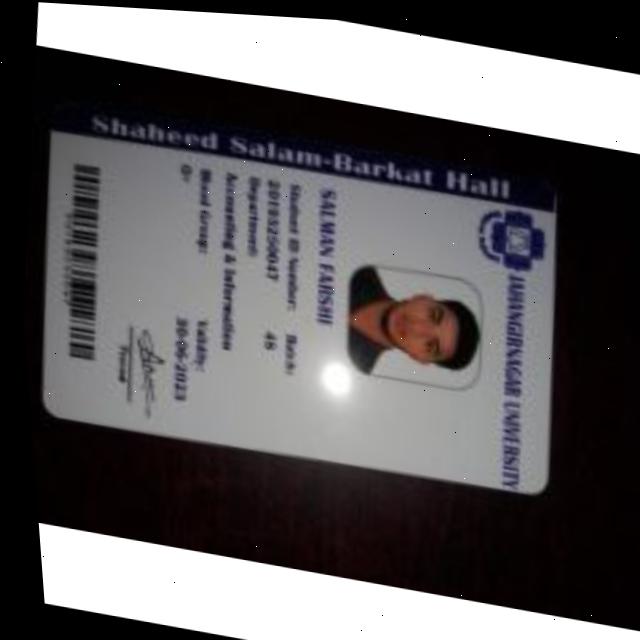 Shaheed Salam-Barkat Hall
JAHANGIRNAGAR UNIVERSITY
SALMAN FARSHI
Student ID Number: Batch:
20193250047 48
Department:
Accounting & Information
Blood Group: Validity:
30-06-2023
Provost